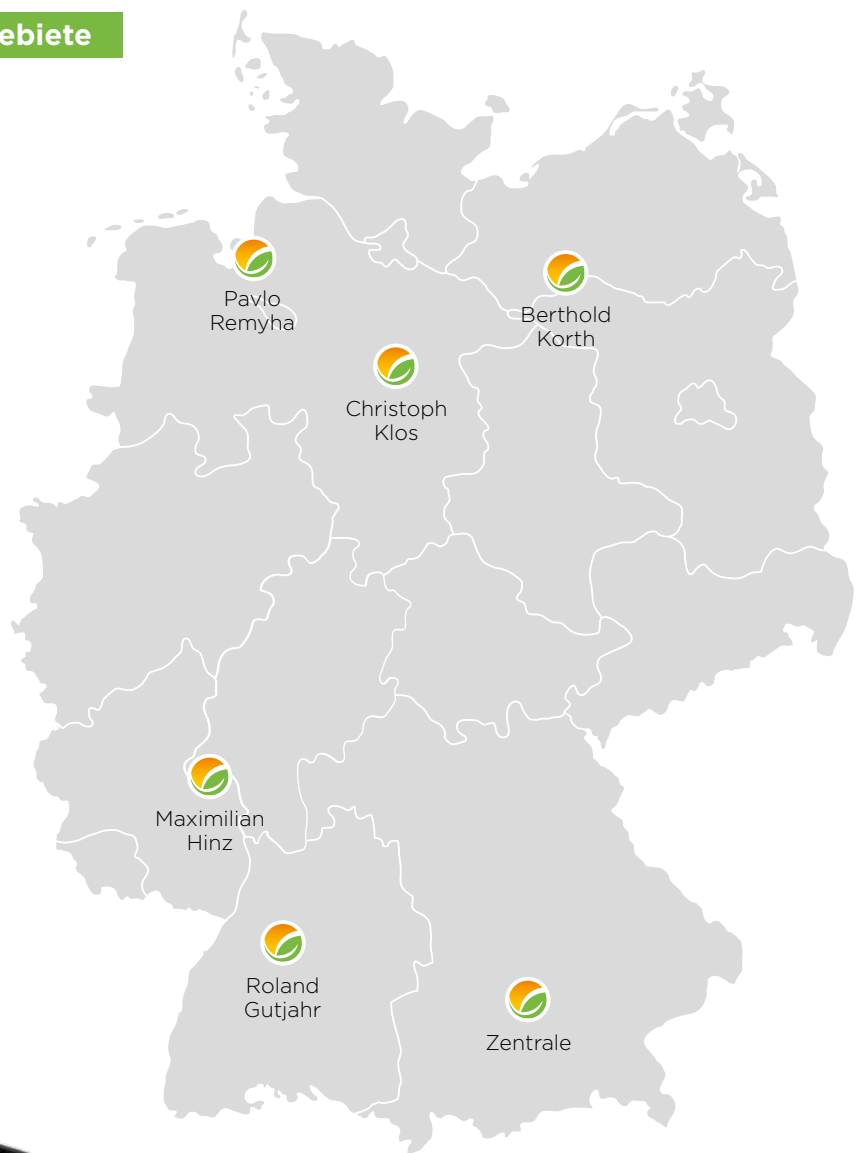 ebiete
Pavlo
Remyha
Berthold
Korth
Christoph
Klos
Maximilian
Hinz
Roland
Gutjahr
Zentrale